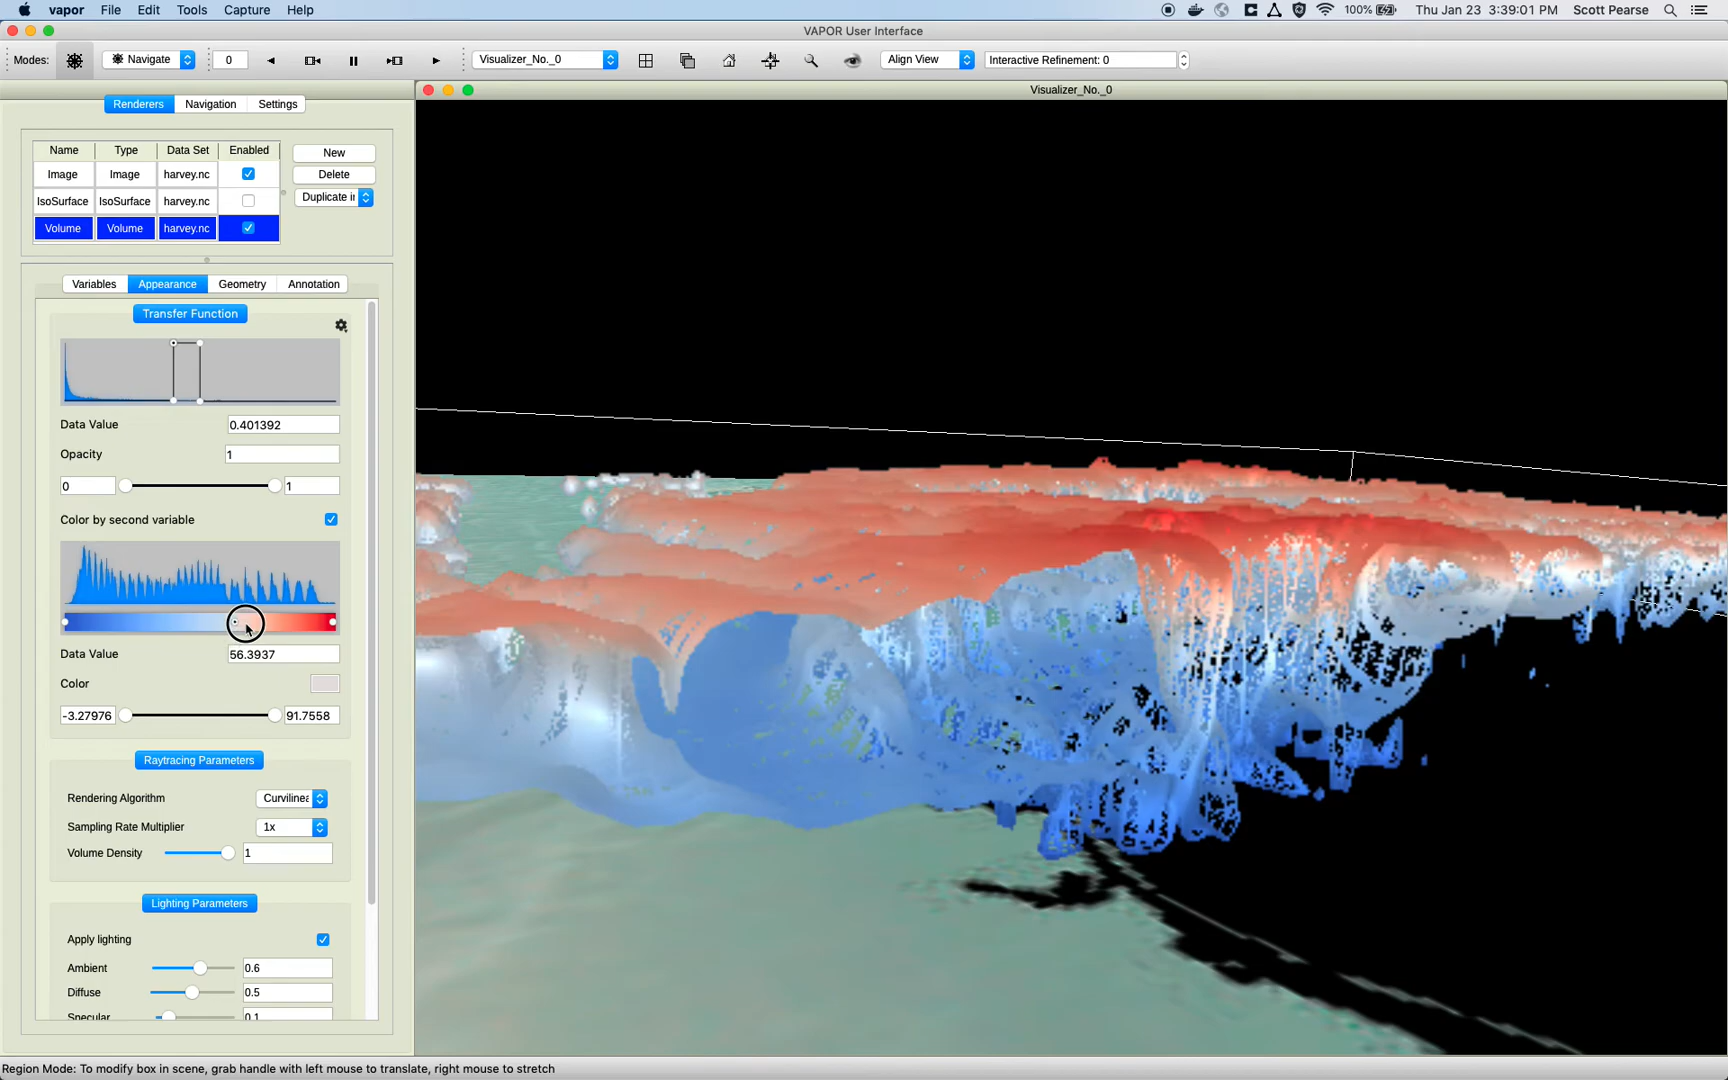 vapor File Edit Tools Capture Help 100% Thu Jan 23 3:39:01 PM Scott Pearse
VAPOR User Interface
Modes: Navigate 0 Visualizer_No._0 Align View Interactive Refinement: 0
Visualizer_No._0
Renderers Navigation Settings
Name Type Data Set Enabled New
Image Image harvey.nc Delete
IsoSurface IsoSurface harvey.nc Duplicate in
Volume Volume harvey.nc
Variables Appearance Geometry Annotation
Transfer Function
Data Value 0.401392
Opacity 1
0 1
Color by second variable
Data Value 56.3937
Color
-3.27976 91.7558
Raytracing Parameters
Rendering Algorithm Curvilinea
Sampling Rate Multiplier 1x
Volume Density 1
Lighting Parameters
Apply lighting
Ambient 0.6
Diffuse 0.5
Specular 0.1
Region Mode: To modify box in scene, grab handle with left mouse to translate, right mouse to stretch